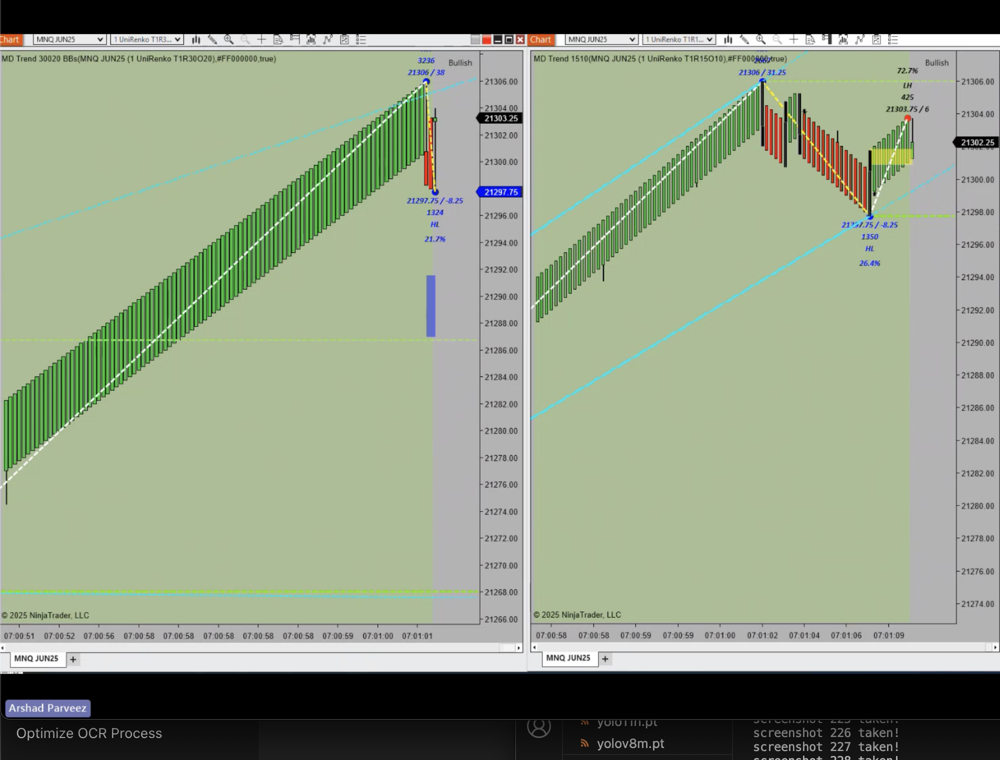 Chart
MNQ JUN25
1 UniRenko T1R3...
MD Trend 30020 BBs(MNQ JUN25 (1 UniRenko T1R30O20),#FF000000,true)
Bullish
3236
21306 / 38
21297.75 / -8.25
1324
HL
21.7%
21306.00
21304.00
21303.25
21302.00
21300.00
21297.75
21296.00
21294.00
21292.00
21290.00
21288.00
21286.00
21284.00
21282.00
21280.00
21278.00
21276.00
21274.00
21272.00
21270.00
21268.00
21266.00
© 2025 NinjaTrader, LLC
07:00:51 07:00:52 07:00:56 07:00:58 07:00:58 07:00:58 07:00:58 07:00:58 07:00:59 07:01:00 07:01:01
MNQ JUN25 +
Chart
MNQ JUN25
1 UniRenko T1R1...
MD Trend 1510(MNQ JUN25 (1 UniRenko T1R15O10),#FF000000,true)
Bullish
21306 / 31.25
72.7%
LH
425
21303.75 / 6
21297.75 / -8.25
1350
HL
26.4%
21306.00
21304.00
21302.25
21300.00
21298.00
21296.00
21294.00
21292.00
21290.00
21288.00
21286.00
21284.00
21282.00
21280.00
21278.00
21276.00
21274.00
© 2025 NinjaTrader, LLC
07:00:58 07:00:58 07:00:59 07:00:59 07:01:00 07:01:02 07:01:04 07:01:06 07:01:09
MNQ JUN25 +
Arshad Parveez
Optimize OCR Process
yolo11n.pt
yolov8m.pt
screenshot 225 taken!
screenshot 226 taken!
screenshot 227 taken!
screenshot 228 taken!